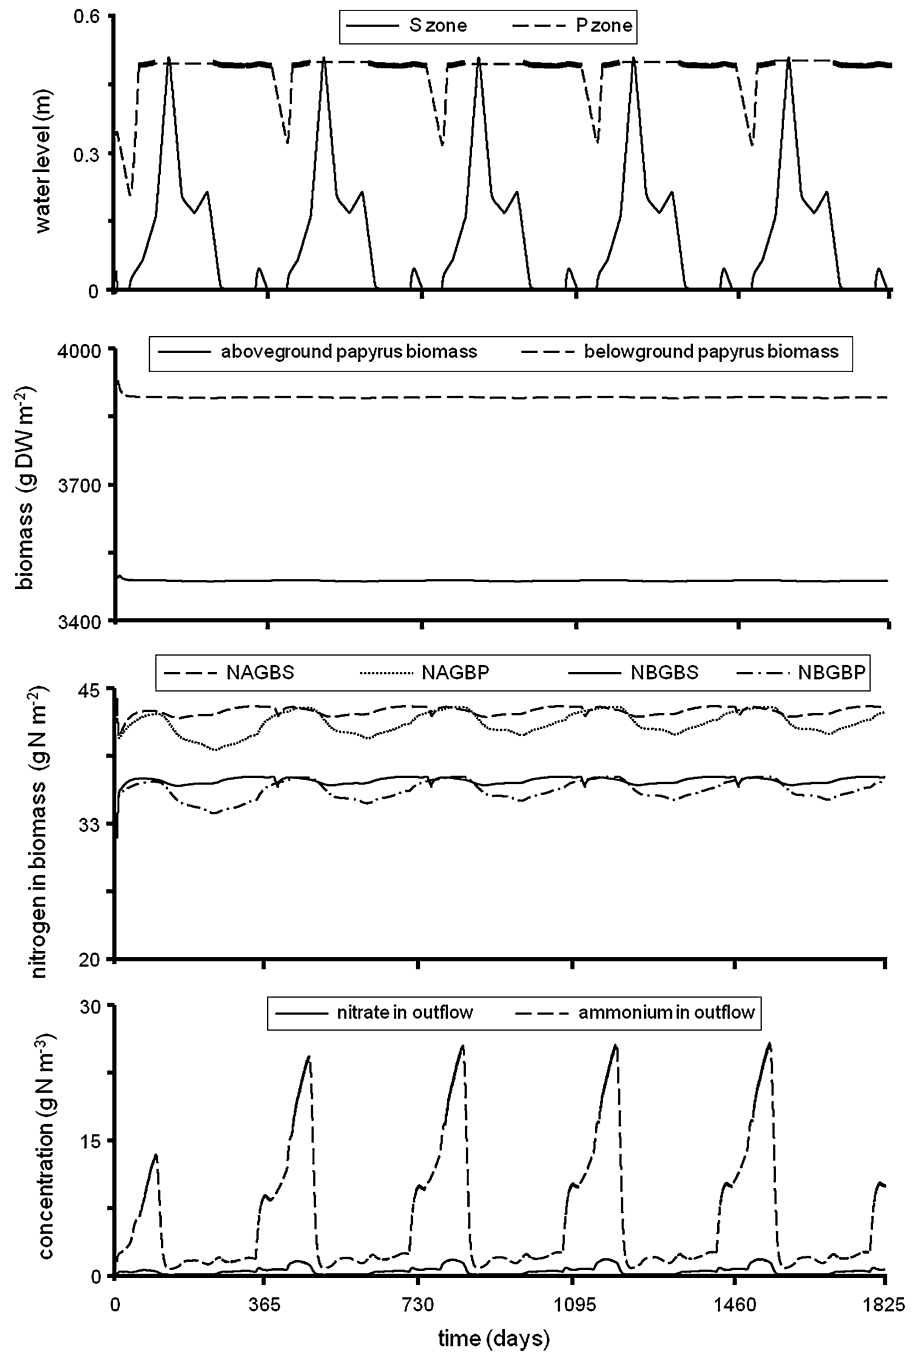 0.6
S zone P zone
0.3
0
water level (m)
4000
aboveground papyrus biomass belowground papyrus biomass
3700
3400
biomass (g DW m-2)
NAGBS NAGBP NBGBS NBGBP
45
33
20
nitrogen in biomass (g N m-2)
30
nitrate in outflow ammonium in outflow
15
0
concentration (g N m-3)
0 365 730 1095 1460 1825
time (days)